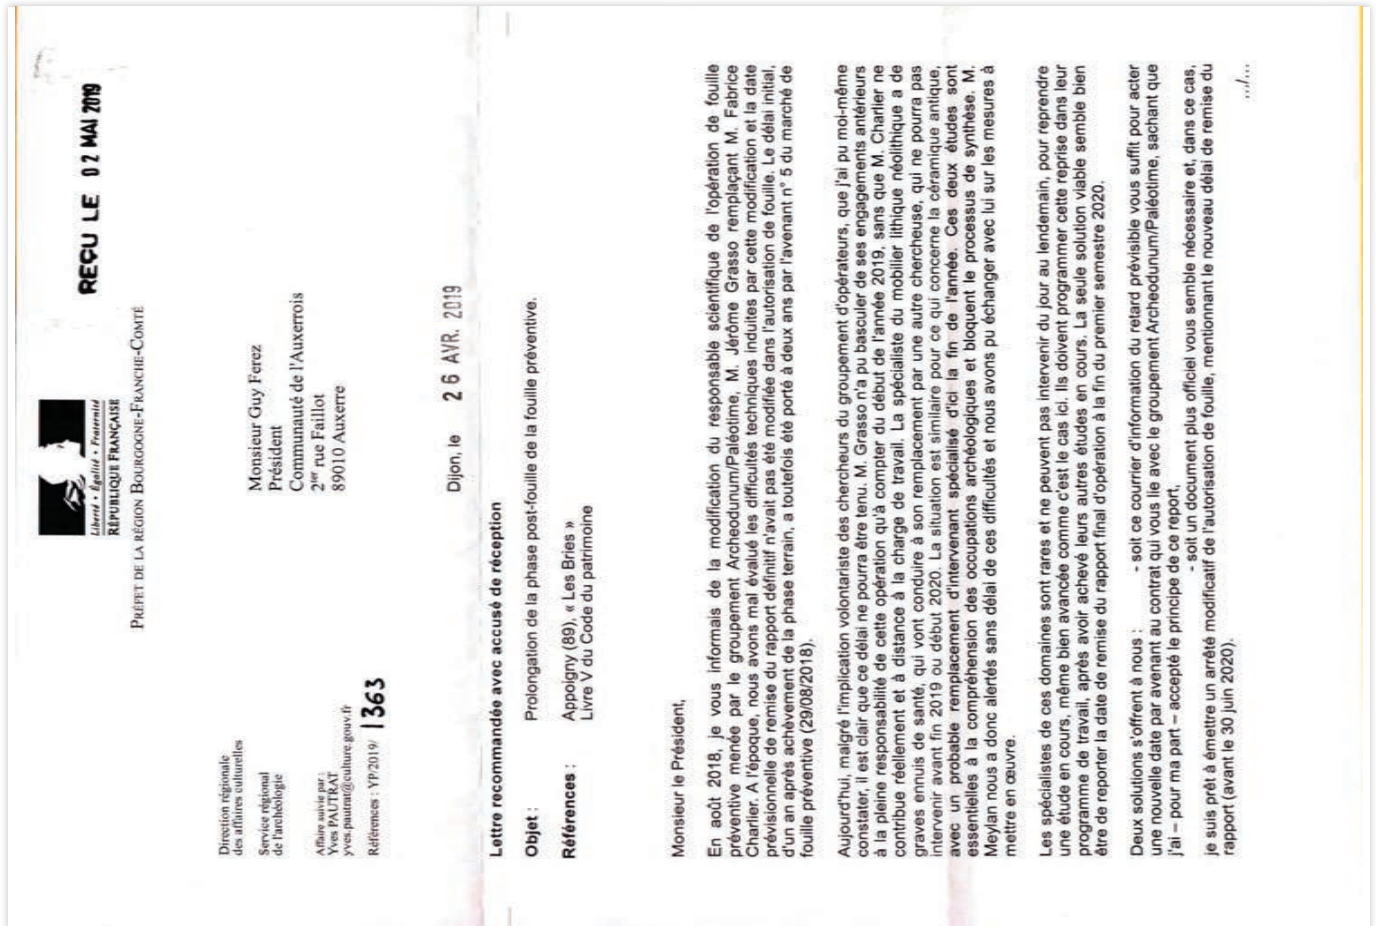 Liberté • Égalité • Fraternité
RÉPUBLIQUE FRANÇAISE
PRÉFET DE LA RÉGION BOURGOGNE-FRANCHE-COMTÉ
REÇU LE 02 MAI 2019
Direction régionale
des affaires culturelles
Service régional
de l'archéologie
Affaire suivie par :
Yves PAUTRAT
yves.pautrat@culture.gouv.fr
Références : YP/2019/ 1363
Monsieur Guy Ferez
Président
Communauté de l'Auxerrois
2ter rue Faillot
89010 Auxerre
Dijon, le 26 AVR. 2019
Lettre recommandée avec accusé de réception
Objet : Prolongation de la phase post-fouille de la fouille préventive.
Références : Appoigny (89), « Les Bries »
Livre V du Code du patrimoine
Monsieur le Président,
En août 2018, je vous informais de la modification du responsable scientifique de l'opération de fouille
préventive menée par le groupement Archeodunum/Paléotime, M. Jérôme Grasso remplaçant M. Fabrice
Charlier. A l'époque, nous avons mal évalué les difficultés techniques induites par cette modification et la date
prévisionnelle de remise du rapport définitif n'avait pas été modifiée dans l'autorisation de fouille. Le délai initial,
d'un an après achèvement de la phase terrain, a toutefois été porté à deux ans par l'avenant n° 5 du marché de
fouille préventive (29/08/2018).
Aujourd'hui, malgré l'implication volontariste des chercheurs du groupement d'opérateurs, que j'ai pu moi-même
constater, il est clair que ce délai ne pourra être tenu. M. Grasso n'a pu basculer de ses engagements antérieurs
à la pleine responsabilité de cette opération qu'à compter du début de l'année 2019, sans que M. Charlier ne
contribue réellement et à distance à la charge de travail. La spécialiste du mobilier lithique néolithique a de
graves ennuis de santé, qui vont conduire à son remplacement par une autre chercheuse, qui ne pourra pas
intervenir avant fin 2019 ou début 2020. La situation est similaire pour ce qui concerne la céramique antique,
avec un probable remplacement d'intervenant spécialisé d'ici la fin de l'année. Ces deux études sont
essentielles à la compréhension des occupations archéologiques et bloquent le processus de synthèse. M.
Meylan nous a donc alertés sans délai de ces difficultés et nous avons pu échanger avec lui sur les mesures à
mettre en œuvre.
Les spécialistes de ces domaines sont rares et ne peuvent pas intervenir du jour au lendemain, pour reprendre
une étude en cours, même bien avancée comme c'est le cas ici. Ils doivent programmer cette reprise dans leur
programme de travail, après avoir achevé leurs autres études en cours. La seule solution viable semble bien
être de reporter la date de remise du rapport final d'opération à la fin du premier semestre 2020.
Deux solutions s'offrent à nous : - soit ce courrier d'information du retard prévisible vous suffit pour acter
une nouvelle date par avenant au contrat qui vous lie avec le groupement Archeodunum/Paléotime, sachant que
j'ai – pour ma part – accepté le principe de ce report,
- soit un document plus officiel vous semble nécessaire et, dans ce cas,
je suis prêt à émettre un arrêté modificatif de l'autorisation de fouille, mentionnant le nouveau délai de remise du
rapport (avant le 30 juin 2020).
.../...